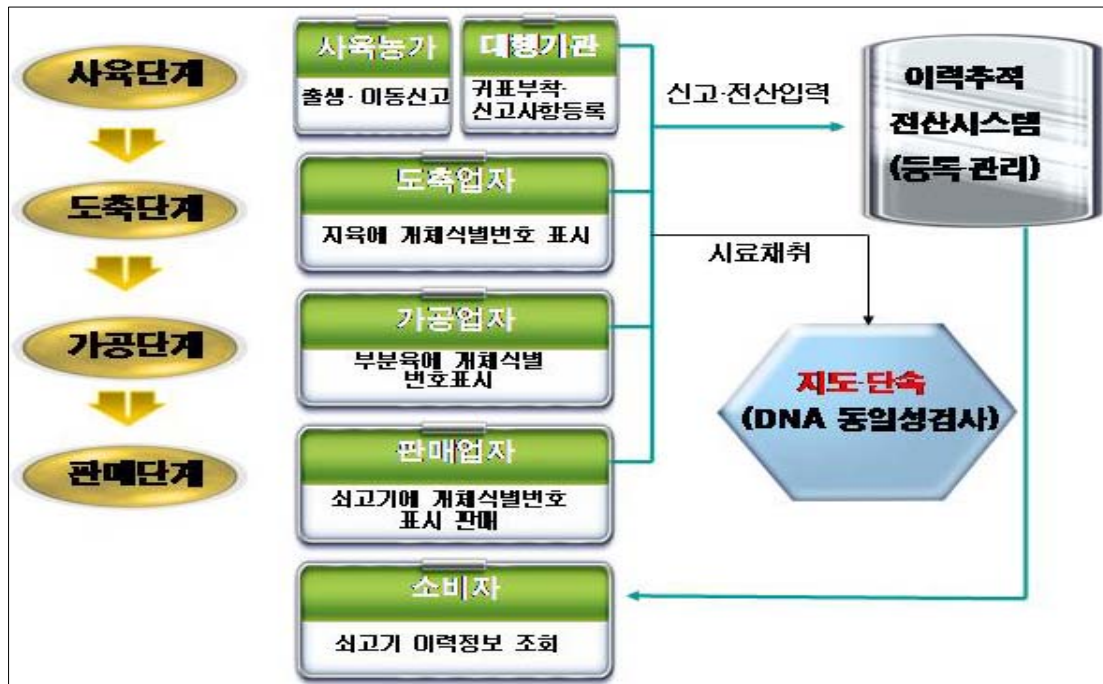 사육단계
도축단계
가공단계
판매단계
사육농가
출생·이동신고
대행기관
귀표부착·
신고사항등록
도축업자
지육에 개체식별번호 표시
가공업자
부분육에 개체식별
번호표시
판매업자
쇠고기에 개체식별번호
표시 판매
소비자
쇠고기 이력정보 조회
신고·전산입력
이력추적
전산시스템
(등록·관리)
시료채취
지도·단속
(DNA 동일성검사)